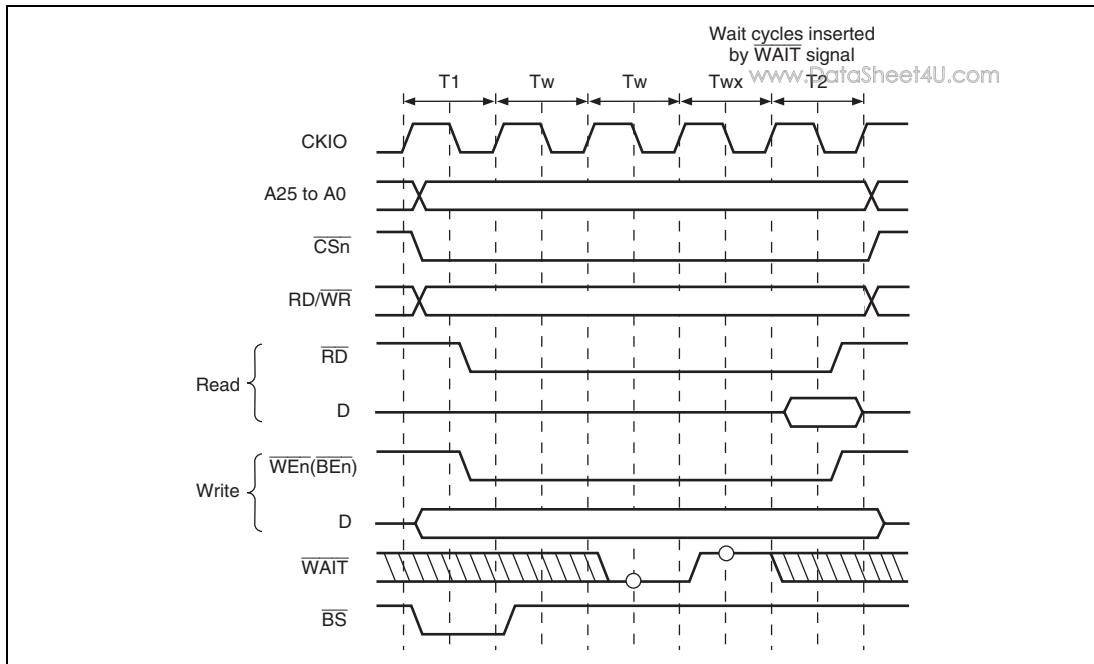 Wait cycles inserted
by WAIT signal
www.DataSheet4U.com
T1 Tw Tw Twx T2
CKIO
A25 to A0
CSn
RD/WR
Read
RD
D
Write
WEn(BEn)
D
WAIT
BS